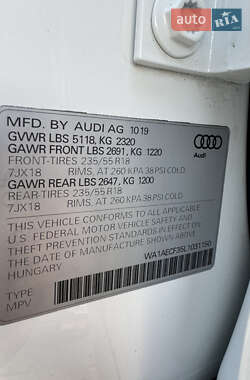 AUTO.RIA
MFD. BY AUDI AG 10/19
GVWR LBS 5118, KG 2320
GAWR FRONT LBS 2691, KG 1220
FRONT-TIRES 235/55 R18
7JX18 RIMS, AT 260 KPA 38 PSI COLD
GAWR REAR LBS 2647, KG 1200
REAR-TIRES 235/55 R18
7JX18 RIMS, AT 260 KPA 38 PSI COLD
THIS VEHICLE CONFORMS TO ALL
U.S. FEDERAL MOTOR VEHICLE SAFETY AND
THEFT PREVENTION STANDARDS IN EFFECT ON
THE DATE OF MANUFACTURE SHOWN ABOVE.
HUNGARY
WA1AECF35L1031150
TYPE
MPV
Audi